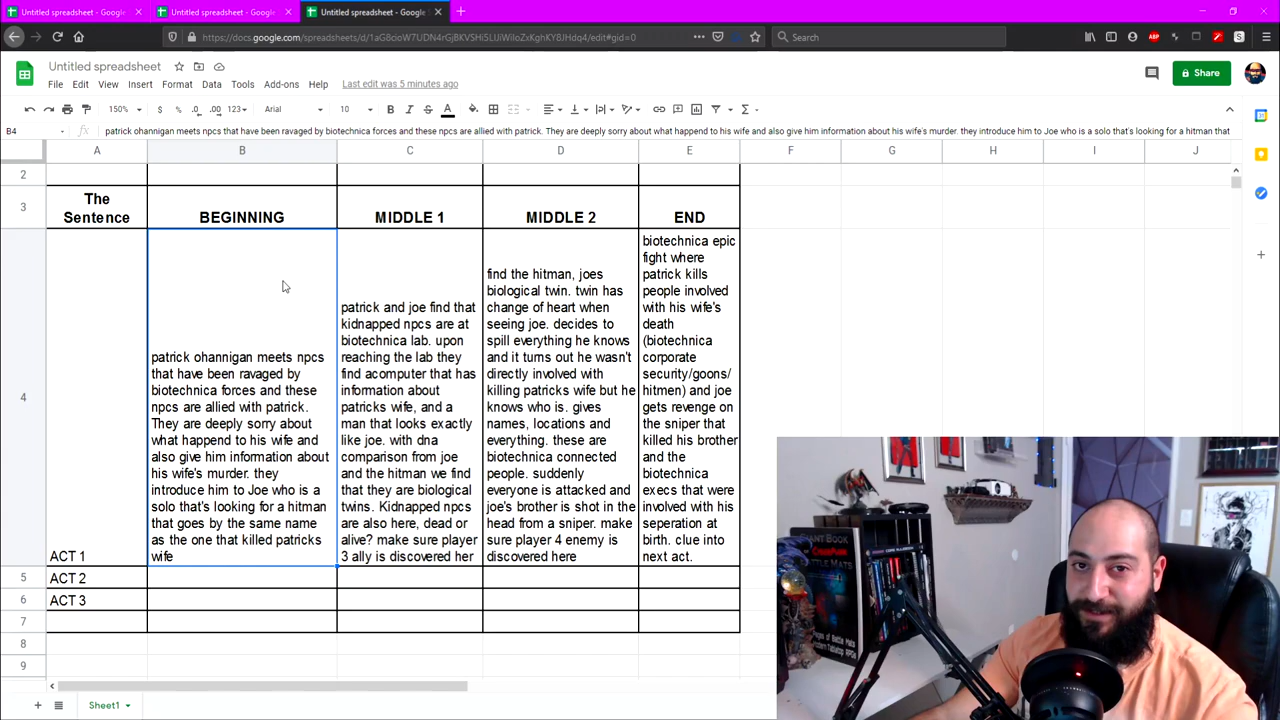 Untitled spreadsheet - Google
Untitled spreadsheet - Google
Untitled spreadsheet - Google
https://docs.google.com/spreadsheets/d/1aG8cioW7UDN4rGjBKVSHi5LIJiWiIoZxKghKY8JHdq4/edit#gid=0
Search
Untitled spreadsheet
File Edit View Insert Format Data Tools Add-ons Help Last edit was 5 minutes ago
Share
150% $ % .0 .00 123 Arial 10 B I S A
B4 fx patrick ohannigan meets npcs that have been ravaged by biotechnica forces and these npcs are allied with patrick. They are deeply sorry about what happend to his wife and also give him information about his wife's murder. they introduce him to Joe who is a solo that's looking for a hitman that
A B C D E F G H I J
2
3
The
Sentence
BEGINNING
MIDDLE 1
MIDDLE 2
END
4
ACT 1
patrick ohannigan meets npcs
that have been ravaged by
biotechnica forces and these
npcs are allied with patrick.
They are deeply sorry about
what happend to his wife and
also give him information about
his wife's murder. they
introduce him to Joe who is a
solo that's looking for a hitman
that goes by the same name
as the one that killed patricks
wife
patrick and joe find that
kidnapped npcs are at
biotechnica lab. upon
reaching the lab they
find acomputer that has
information about
patricks wife, and a
man that looks exactly
like joe. with dna
comparison from joe
and the hitman we find
that they are biological
twins. Kidnapped npcs
are also here, dead or
alive? make sure player
3 ally is discovered her
find the hitman, joes
biological twin. twin has
change of heart when
seeing joe. decides to
spill everything he knows
and it turns out he wasn't
directly involved with
killing patricks wife but he
knows who is. gives
names, locations and
everything. these are
biotechnica connected
people. suddenly
everyone is attacked and
joe's brother is shot in the
head from a sniper. make
sure player 4 enemy is
discovered here
biotechnica epic
fight where
patrick kills
people involved
with his wife's
death
(biotechnica
corporate
security/goons/
hitmen) and joe
gets revenge on
the sniper that
killed his brother
and the
biotechnica
execs that were
involved with his
seperation at
birth. clue into
next act.
5 ACT 2
6 ACT 3
7
8
9
Sheet1